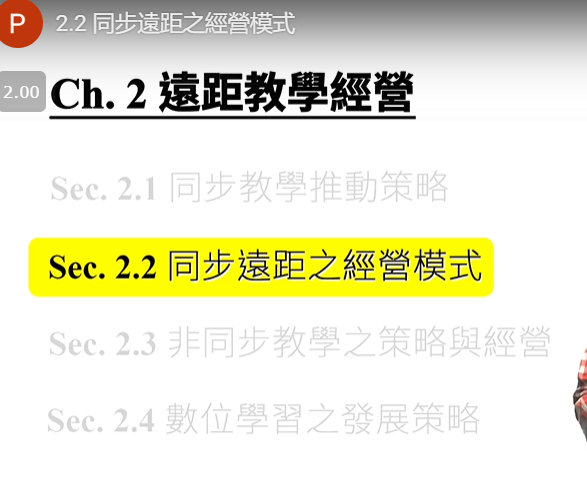 P 2.2 同步遠距之經營模式
2.00 Ch. 2 遠距教學經營
Sec. 2.1 同步教學推動策略
Sec. 2.2 同步遠距之經營模式
Sec. 2.3 非同步教學之策略與經營
Sec. 2.4 數位學習之發展策略